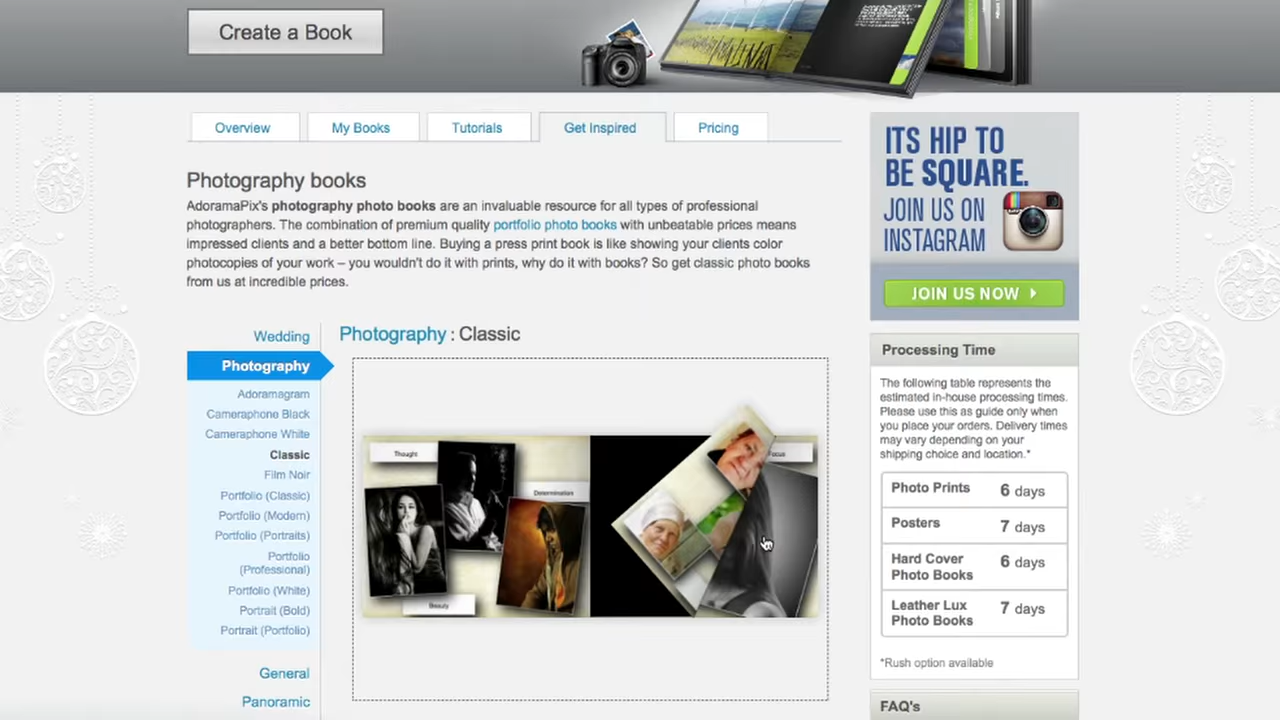 Create a Book
Overview
My Books
Tutorials
Get Inspired
Pricing
Photography books
AdoramaPix's photography photo books are an invaluable resource for all types of professional
photographers. The combination of premium quality portfolio photo books with unbeatable prices means
impressed clients and a better bottom line. Buying a press print book is like showing your clients color
photocopies of your work – you wouldn't do it with prints, why do it with books? So get classic photo books
from us at incredible prices.
Wedding
Photography
Adoramagram
Cameraphone Black
Cameraphone White
Classic
Film Noir
Portfolio (Classic)
Portfolio (Modern)
Portfolio (Portraits)
Portfolio
(Professional)
Portfolio (White)
Portrait (Bold)
Portrait (Portfolio)
General
Panoramic
Photography : Classic
Thought
Determination
Beauty
Focus
ITS HIP TO
BE SQUARE.
JOIN US ON
INSTAGRAM
JOIN US NOW
Processing Time
The following table represents the
estimated in-house processing times.
Please use this as guide only when
you place your orders. Delivery times
may vary depending on your
shipping choice and location.*
Photo Prints 6 days
Posters 7 days
Hard Cover
Photo Books 6 days
Leather Lux
Photo Books 7 days
*Rush option available
FAQ's